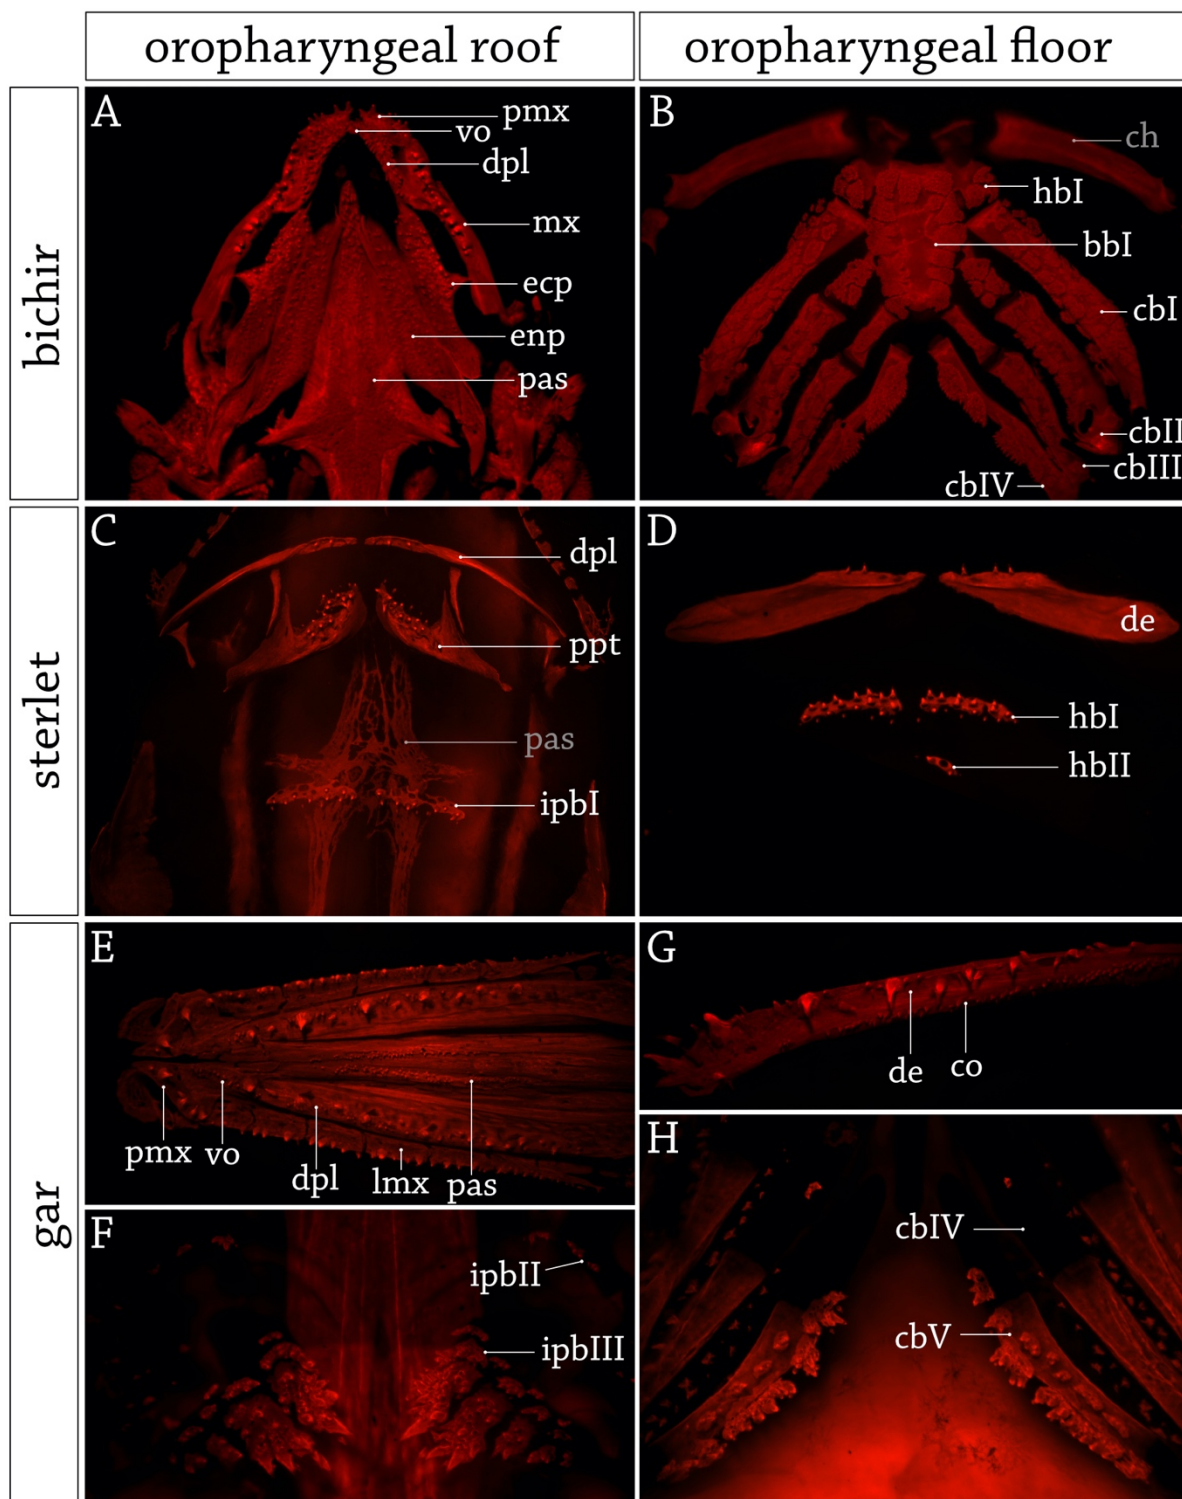 oropharyngeal roof
oropharyngeal floor
bichir
A
pmx
vo
dpl
mx
ecp
enp
pas
B
ch
hbI
bbI
cbI
cbII
cbIII
cbIV
sterlet
C
dpl
ppt
pas
ipbI
D
de
hbI
hbII
gar
E
pmx
vo
dpl
lmx
pas
F
ipbII
ipbIII
G
de
co
H
cbIV
cbV